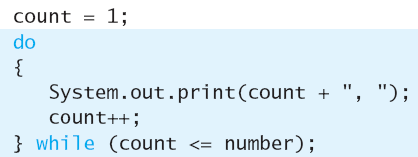 count = 1;
do
{
   System.out.print(count + ", ");
   count++;
} while (count <= number);